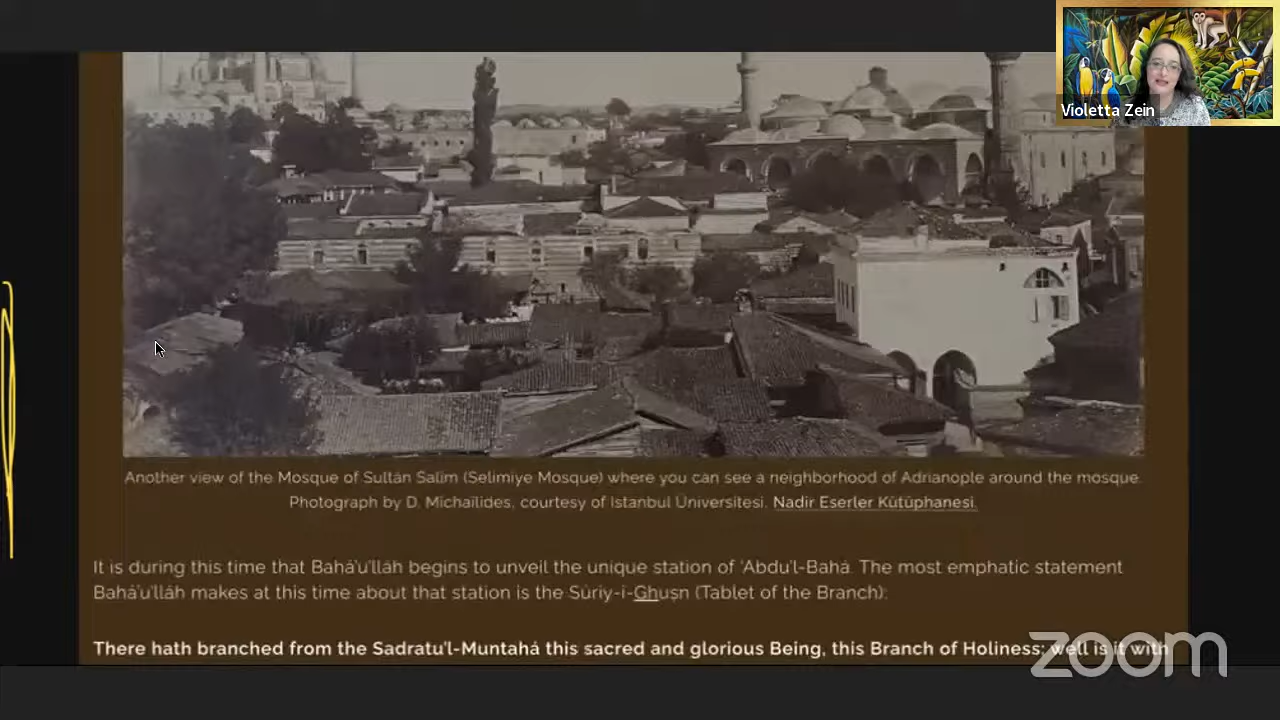 Violetta Zein
Another view of the Mosque of Sultán Salím (Selimiye Mosque) where you can see a neighborhood of Adrianople around the mosque.
Photograph by D. Michaílides, courtesy of Istanbul Üniversitesi, Nadir Eserler Kütüphanesi.
It is during this time that Bahá'u'lláh begins to unveil the unique station of 'Abdu'l-Bahá. The most emphatic statement
Bahá'u'lláh makes at this time about that station is the Súriy-i-Ghuṣn (Tablet of the Branch):
There hath branched from the Sadratu'l-Muntahá this sacred and glorious Being, this Branch of Holiness; well is it with
zoom